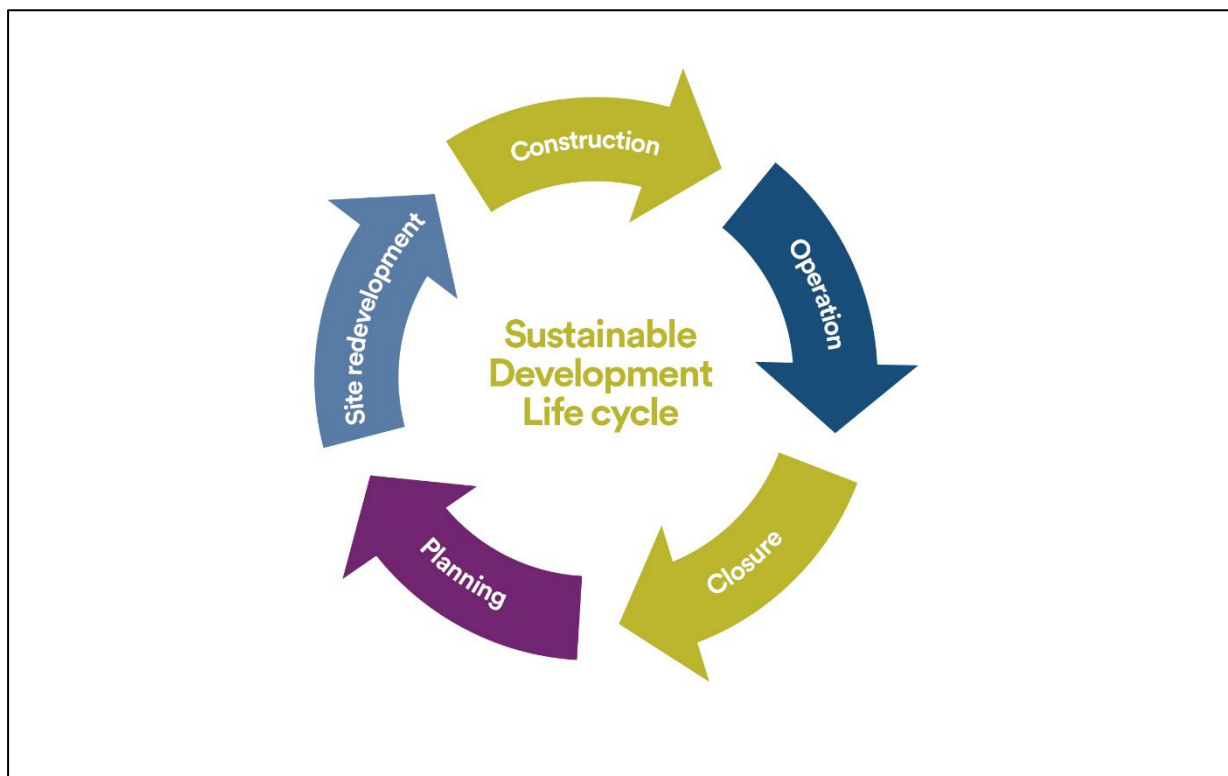 Construction
Operation
Closure
Planning
Site redevelopment
Sustainable
Development
Life cycle